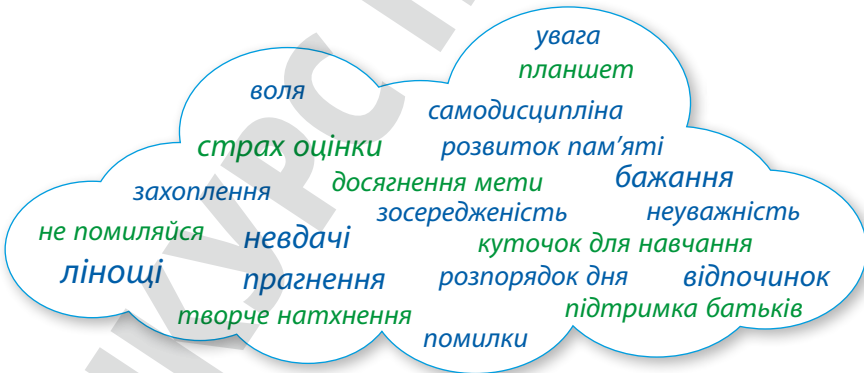 увага
планшет
воля
самодисципліна
страх оцінки
розвиток пам’яті
захоплення
досягнення мети
бажання
зосередженість
неуважність
не помиляйся
невдачі
куточок для навчання
лінощі
прагнення
розпорядок дня
відпочинок
творче натхнення
підтримка батьків
помилки